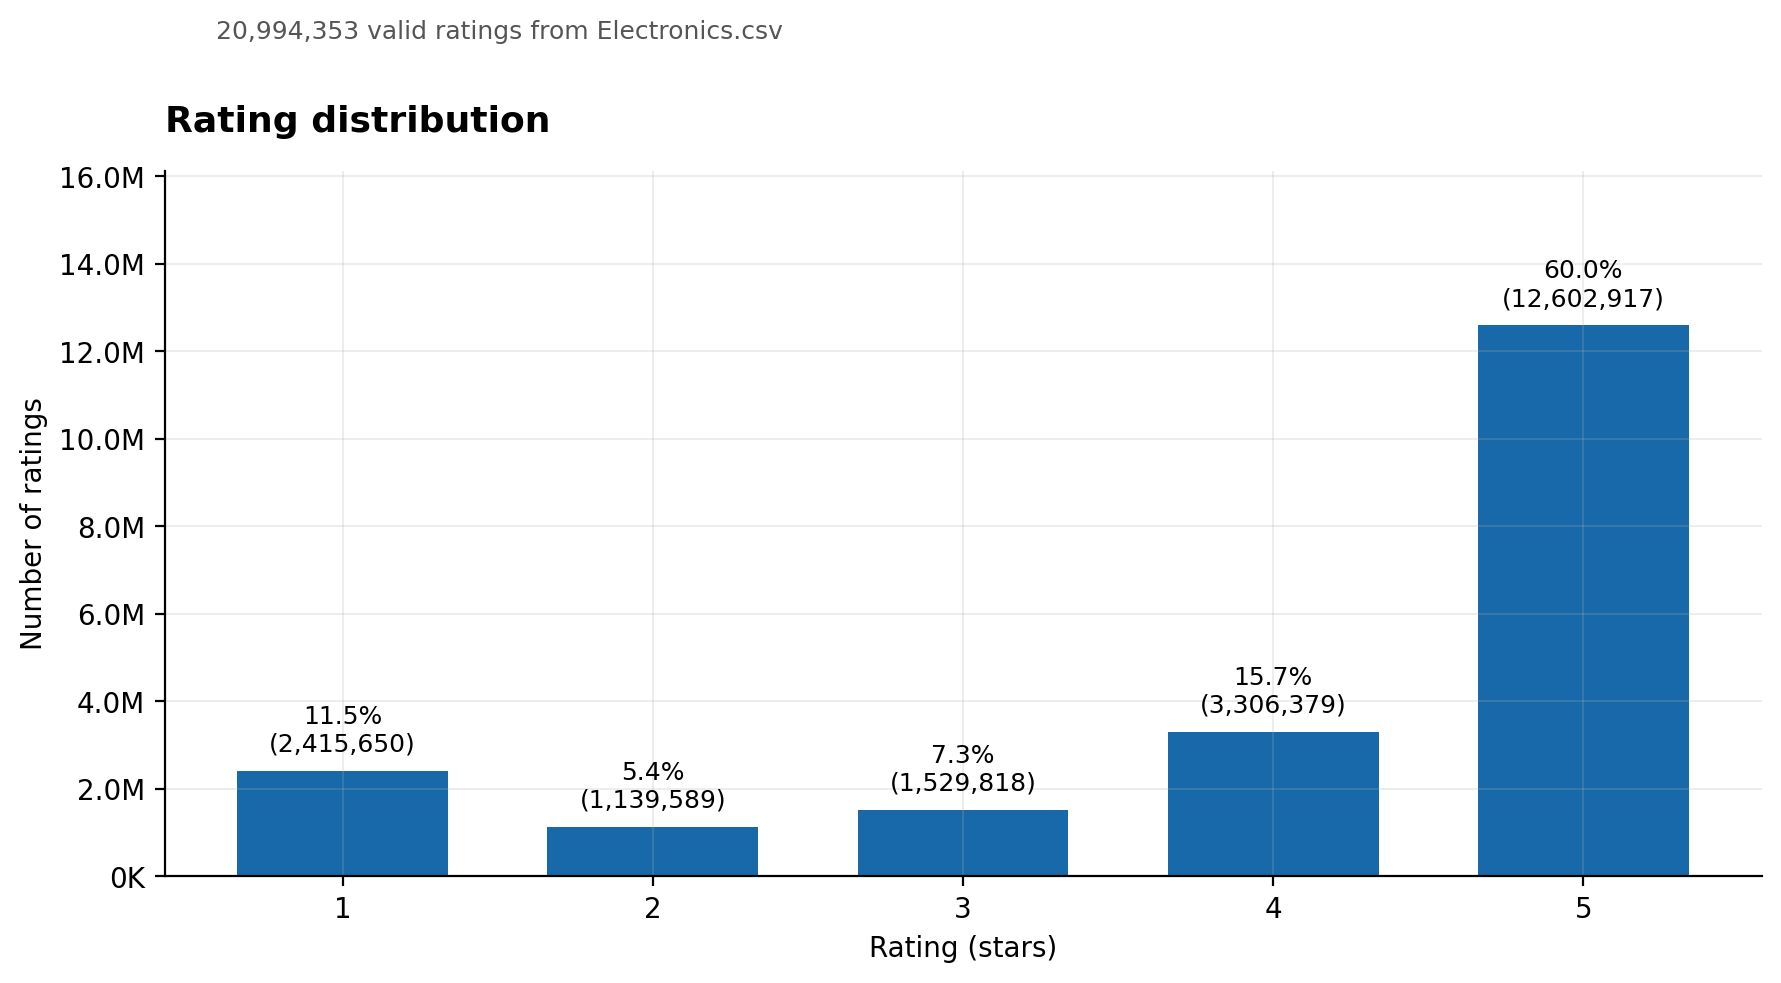 20,994,353 valid ratings from Electronics.csv
Rating distribution
Number of ratings
16.0M
14.0M
12.0M
10.0M
8.0M
6.0M
4.0M
2.0M
0K
11.5%
(2,415,650)
5.4%
(1,139,589)
7.3%
(1,529,818)
15.7%
(3,306,379)
60.0%
(12,602,917)
1
2
3
4
5
Rating (stars)